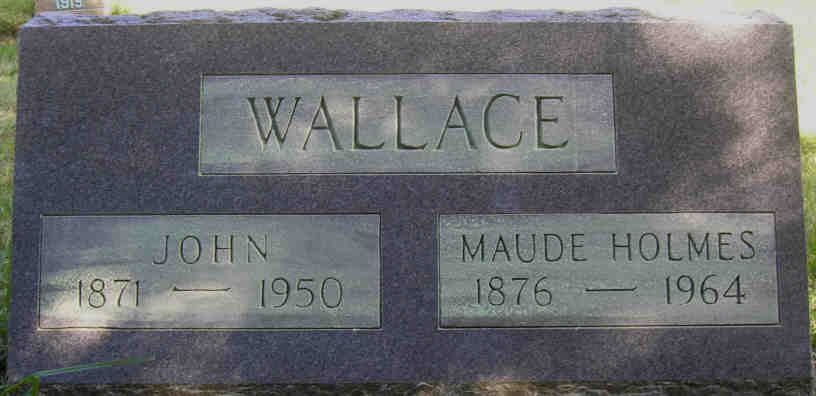 1919
WALLACE
JOHN
1871 — 1950
MAUDE HOLMES
1876 — 1964